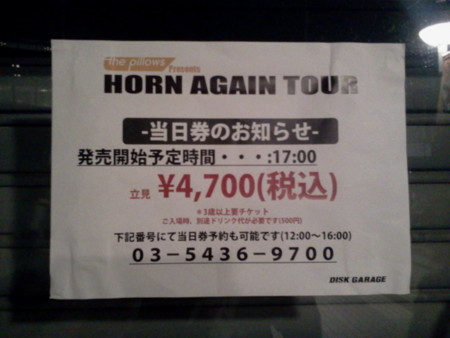 the pillows Presents
HORN AGAIN TOUR
-当日券のお知らせ-
発売開始予定時間・・・:17:00
立見 ¥4,700(税込)
*3歳以上要チケット
ご入場時、別途ドリンク代が必要です(500円)
下記番号にて当日券予約も可能です(12:00〜16:00)
03-5436-9700
DISK GARAGE